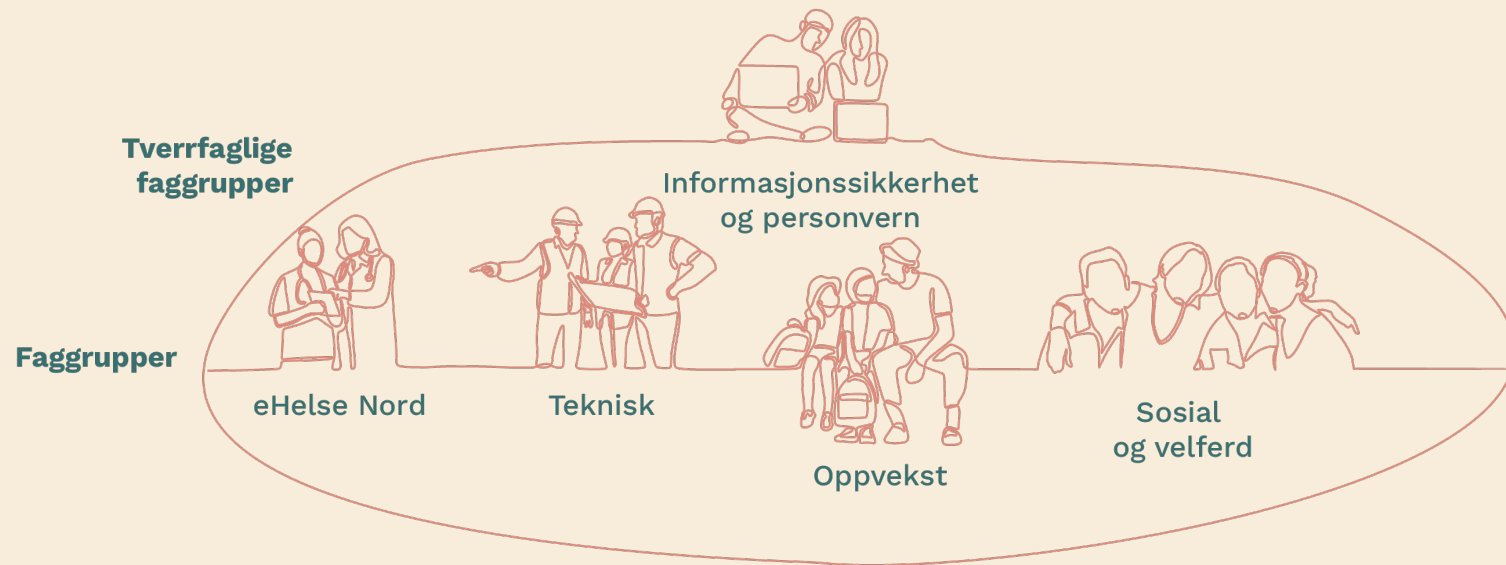 Tverrfaglige
faggrupper
Informasjonssikkerhet
og personvern
Faggrupper
eHelse Nord
Teknisk
Oppvekst
Sosial
og velferd